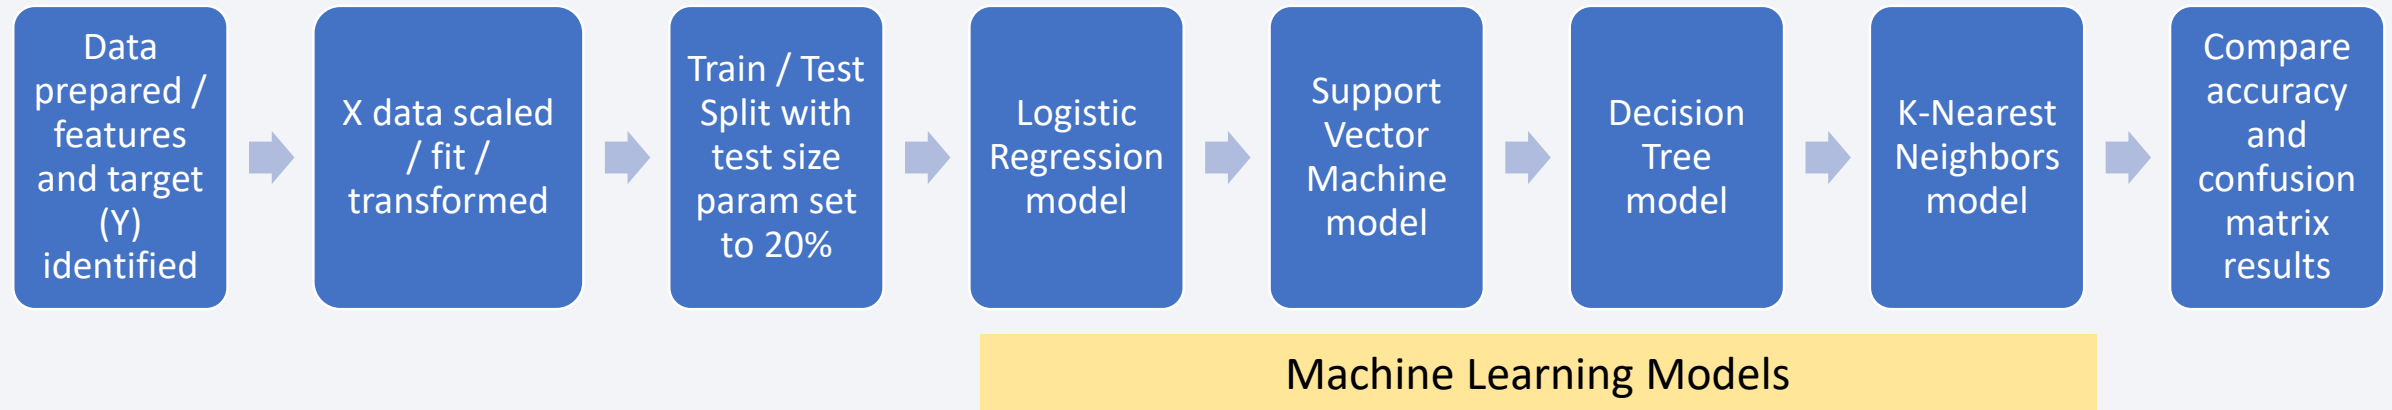 Data
prepared /
features
and target
(Y)
identified
X data scaled
/ fit /
transformed
Train / Test
Split with
test size
param set
to 20%
Logistic
Regression
model
Support
Vector
Machine
model
Decision
Tree
model
K-Nearest
Neighbors
model
Compare
accuracy
and
confusion
matrix
results
Machine Learning Models